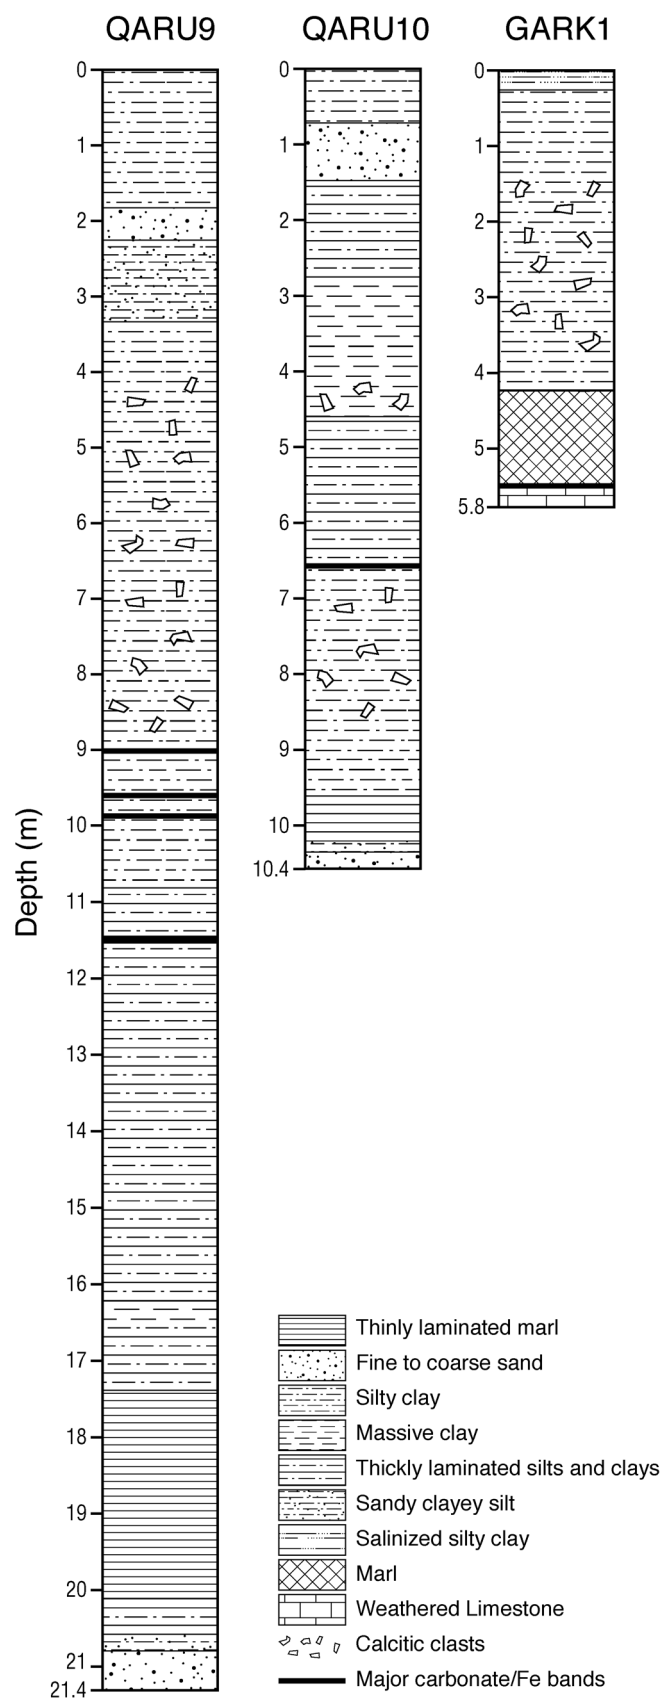 QARU9
QARU10
GARK1
0
1
2
3
4
5
6
7
8
9
10
11
12
13
14
15
16
17
18
19
20
21
21.4
0
1
2
3
4
5
6
7
8
9
10
10.4
0
1
2
3
4
5
5.8
Depth (m)
Thinly laminated marl
Fine to coarse sand
Silty clay
Massive clay
Thickly laminated silts and clays
Sandy clayey silt
Salinized silty clay
Marl
Weathered Limestone
Calcitic clasts
Major carbonate/Fe bands